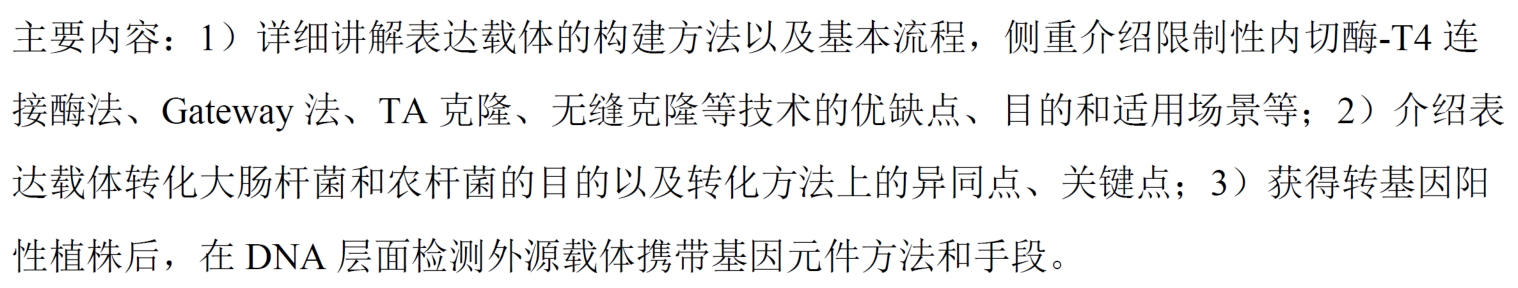 主要内容：1）详细讲解表达载体的构建方法以及基本流程，侧重介绍限制性内切酶-T4 连
接酶法、Gateway 法、TA 克隆、无缝克隆等技术的优缺点、目的和适用场景等；2）介绍表
达载体转化大肠杆菌和农杆菌的目的以及转化方法上的异同点、关键点；3）获得转基因阳
性植株后，在 DNA 层面检测外源载体携带基因元件方法和手段。